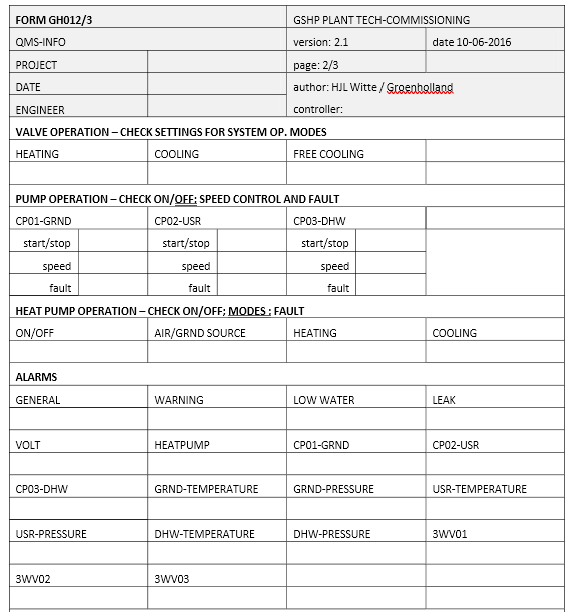 FORM GH012/3 GSHP PLANT TECH-COMMISSIONING
QMS-INFO version: 2.1 date 10-06-2016
PROJECT page: 2/3
DATE author: HJL Witte / Groenholland
ENGINEER controller:
VALVE OPERATION – CHECK SETTINGS FOR SYSTEM OP. MODES
HEATING COOLING FREE COOLING
PUMP OPERATION – CHECK ON/OFF; SPEED CONTROL AND FAULT
CP01-GRND CP02-USR CP03-DHW
start/stop start/stop start/stop
speed speed speed
fault fault fault
HEAT PUMP OPERATION – CHECK ON/OFF; MODES ; FAULT
ON/OFF AIR/GRND SOURCE HEATING COOLING
ALARMS
GENERAL WARNING LOW WATER LEAK
VOLT HEATPUMP CP01-GRND CP02-USR
CP03-DHW GRND-TEMPERATURE GRND-PRESSURE USR-TEMPERATURE
USR-PRESSURE DHW-TEMPERATURE DHW-PRESSURE 3WV01
3WV02 3WV03